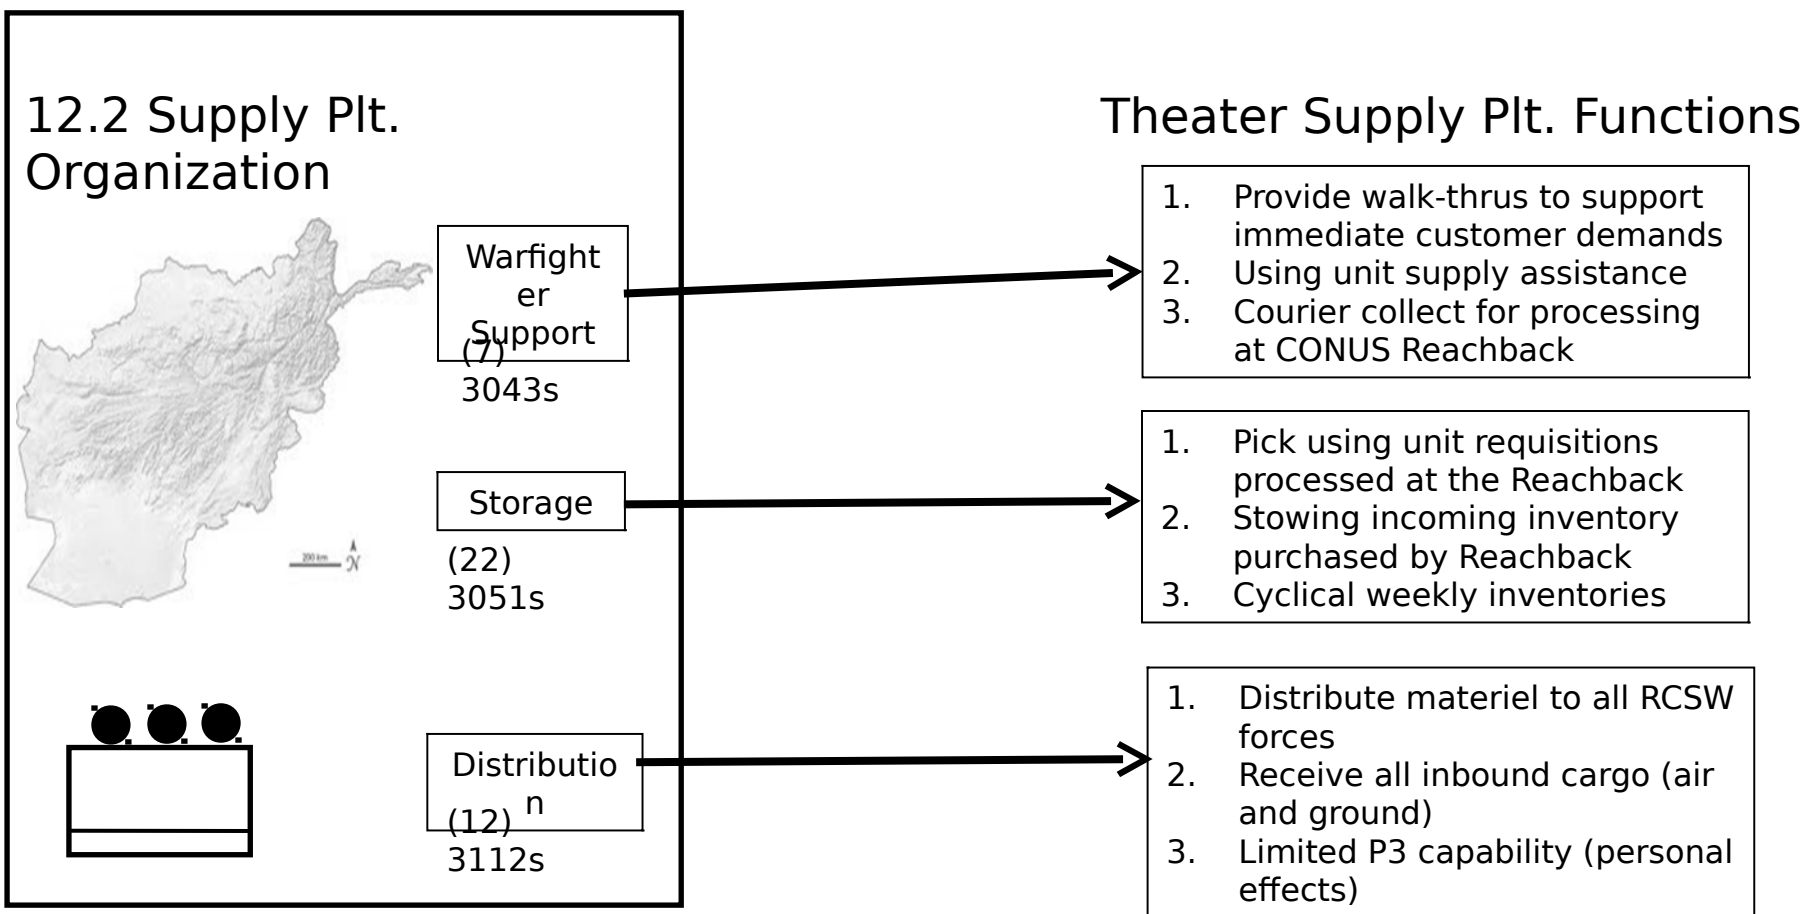 12.2 Supply Plt.
Organization
Theater Supply Plt. Functions
Warfight
er
Support
(7)
3043s
1. Provide walk-thrus to support
immediate customer demands
2. Using unit supply assistance
3. Courier collect for processing
at CONUS Reachback
Storage
(22)
3051s
200 km
N
1. Pick using unit requisitions
processed at the Reachback
2. Stowing incoming inventory
purchased by Reachback
3. Cyclical weekly inventories
Distributio
n
(12)
3112s
1. Distribute materiel to all RCSW
forces
2. Receive all inbound cargo (air
and ground)
3. Limited P3 capability (personal
effects)